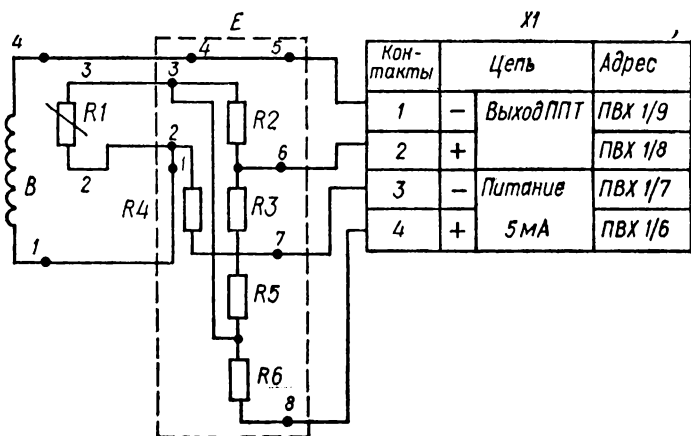 E
X1
,
4
4
5
3
3
R1
R2
2
1
6
2
B
R4
R3
7
1
R5
R6
8
Кон-
такты Цепь Адрес
1 – Выход ППТ ПВХ 1/9
2 + ПВХ 1/8
3 – Питание ПВХ 1/7
4 + 5 мА ПВХ 1/6